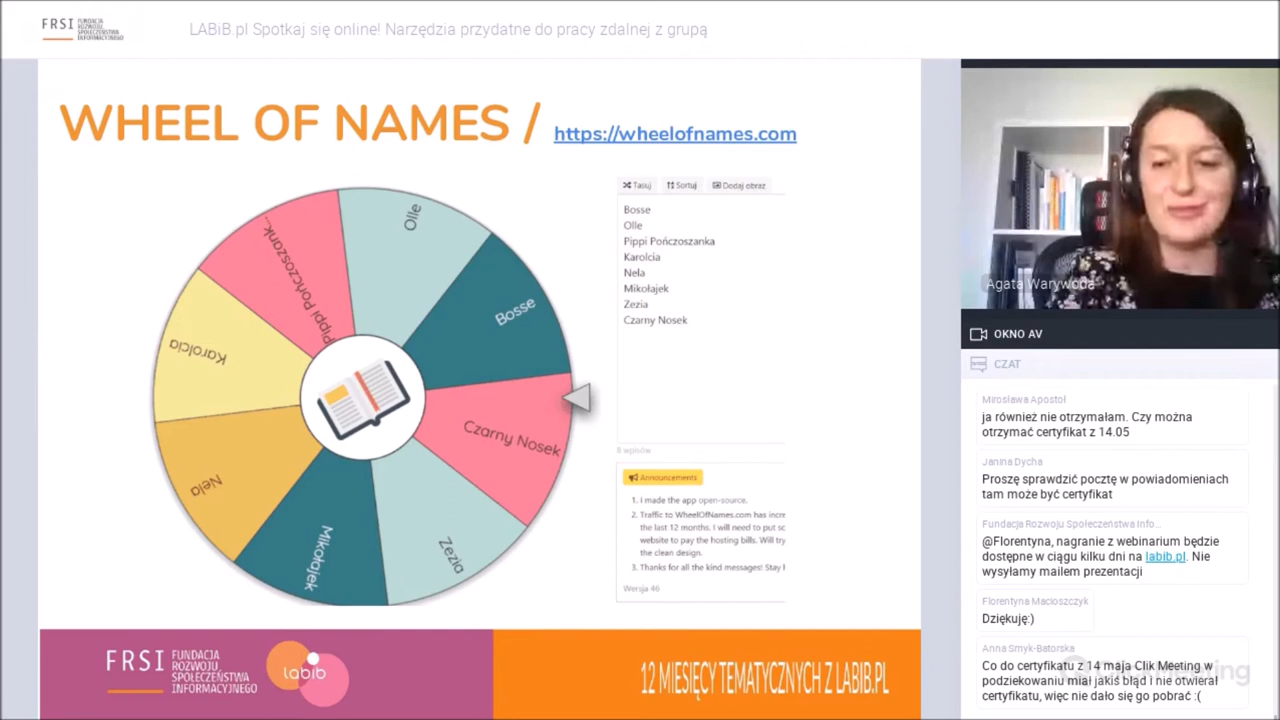 FRSI FUNDACJA
ROZWOJU
SPOŁECZEŃSTWA
INFORMACYJNEGO
LABiB.pl Spotkaj się online! Narzędzia przydatne do pracy zdalnej z grupą
WHEEL OF NAMES / https://wheelofnames.com
Olle
Bosse
Czarny Nosek
Zezia
Mikołajek
Nela
Karolcia
Pippi Pończoszank...
Tasuj Sortuj Dodaj obraz
Bosse
Olle
Pippi Pończoszanka
Karolcia
Nela
Mikołajek
Zezia
Czarny Nosek
8 wpisów
Announcements
1. I made the app open-source.
2. Traffic to WheelOfNames.com has incre
the last 12 months. I will need to put sc
website to pay the hosting bills. Will try
the clean design.
3. Thanks for all the kind messages! Stay
Wersja 46
FRSI FUNDACJA
ROZWOJU
SPOŁECZEŃSTWA
INFORMACYJNEGO
labib
12 MIESIĘCY TEMATYCZNYCH Z LABIB.PL
Agata Warywoda
OKNO AV
CZAT
Mirosława Apostoł
ja również nie otrzymałam. Czy można
otrzymać certyfikat z 14.05
Janina Dycha
Proszę sprawdzić pocztę w powiadomieniach
tam może być certyfikat
Fundacja Rozwoju Społeczeństwa Info...
@Florentyna, nagranie z webinarium będzie
dostępne w ciągu kilku dni na labib.pl. Nie
wysyłamy mailem prezentacji
Florentyna Macioszczyk
Dziękuję:)
Anna Smyk-Batorska
Co do certyfikatu z 14 maja Clik Meeting w
podziękowaniu miał jakiś błąd i nie otwierał
certyfikatu, więc nie dało się go pobrać :(